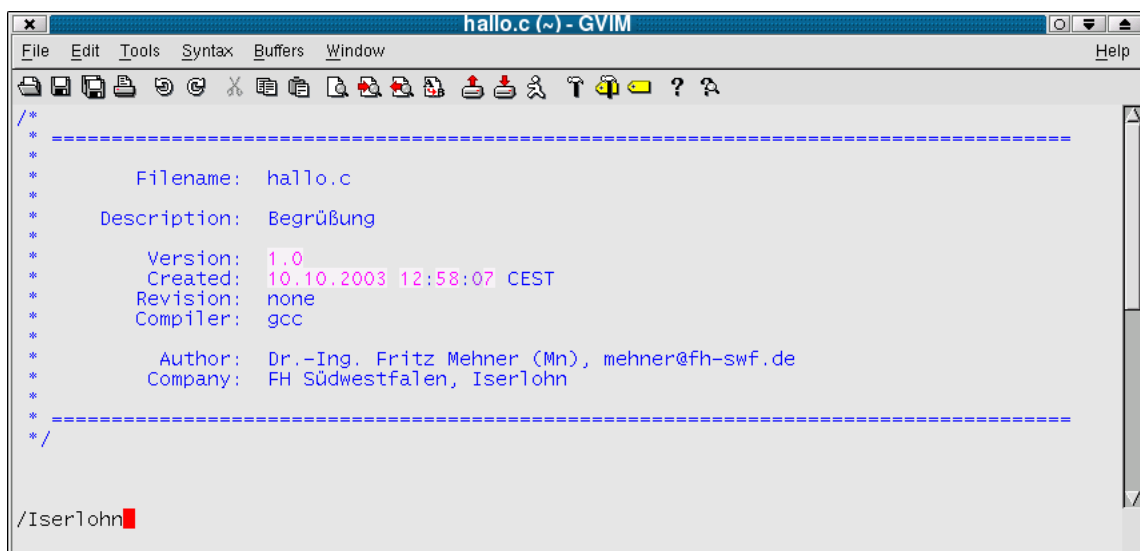 hallo.c (~) - GVIM
File Edit Tools Syntax Buffers Window Help
/*
* =====================================================================================
*
* Filename: hallo.c
*
* Description: Begrüßung
*
* Version: 1.0
* Created: 10.10.2003 12:58:07 CEST
* Revision: none
* Compiler: gcc
*
* Author: Dr.-Ing. Fritz Mehner (Mn), mehner@fh-swf.de
* Company: FH Südwestfalen, Iserlohn
*
* =====================================================================================
*/
/Iserlohn